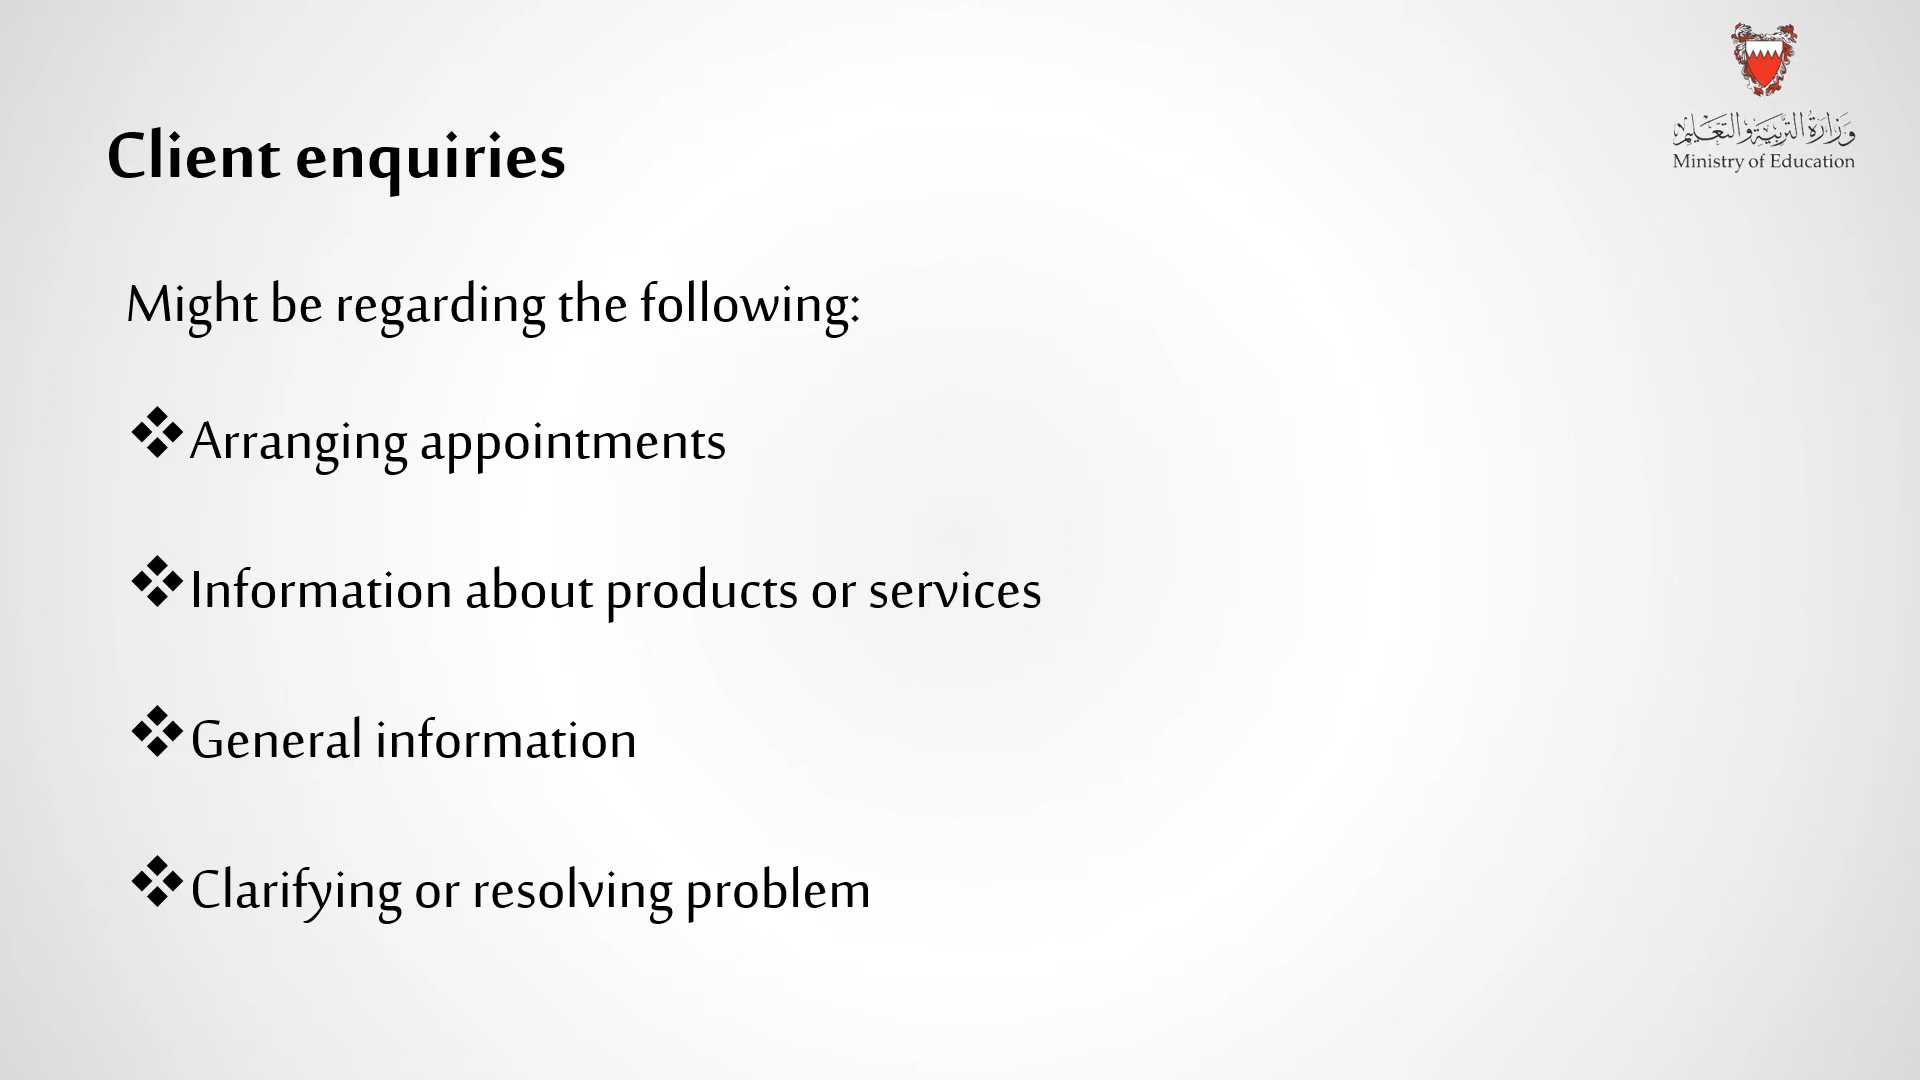 وزارة التربية والتعليم
Ministry of Education
Client enquiries
Might be regarding the following:
❖Arranging appointments
❖Information about products or services
❖General information
❖Clarifying or resolving problem